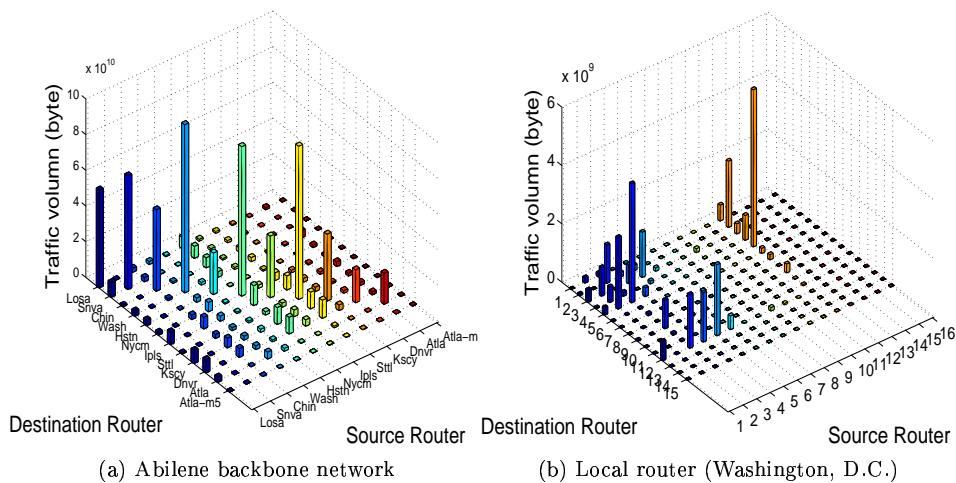 x 10^10
Traffic volumn (byte)
10
8
6
4
2
0
Losa
Snva
Chin
Wash
Hstn
Nycm
Ipls
Sttl
Kscy
Dnvr
Atla
Atla-m5
Destination Router
Losa
Snva
Chin
Wash
Hstn
Nycm
Ipls
Sttl
Kscy
Dnvr
Atla
Atla-m
Source Router
(a) Abilene backbone network
x 10^9
Traffic volumn (byte)
6
4
2
0
1
2
3
4
5
6
7
8
9
10
11
12
13
14
15
Destination Router
1
2
3
4
5
6
7
8
9
10
11
12
13
14
15
16
Source Router
(b) Local router (Washington, D.C.)